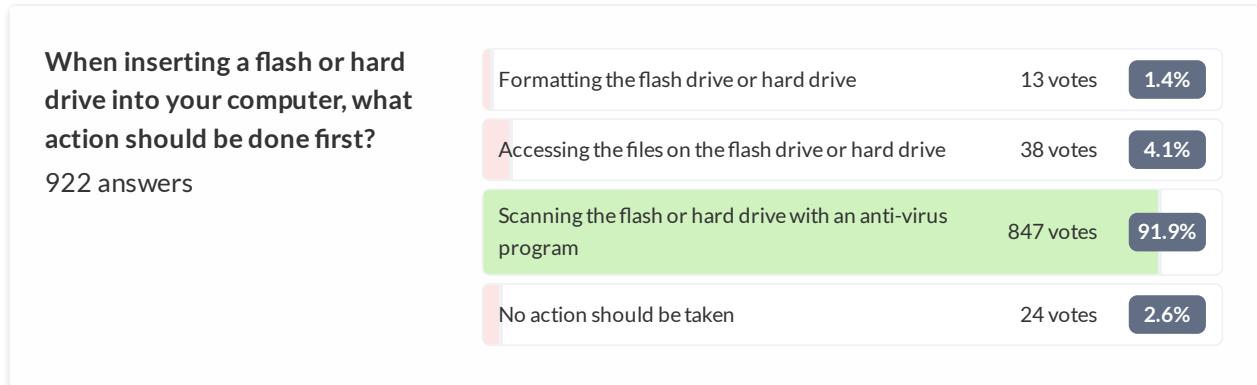 When inserting a flash or hard
drive into your computer, what
action should be done first?
922 answers
Formatting the flash drive or hard drive 13 votes 1.4%
Accessing the files on the flash drive or hard drive 38 votes 4.1%
Scanning the flash or hard drive with an anti-virus
program 847 votes 91.9%
No action should be taken 24 votes 2.6%